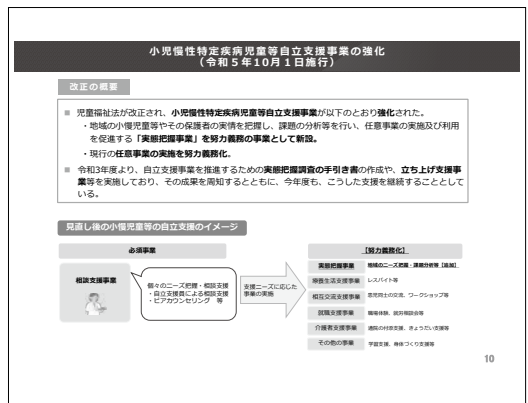 小児慢性特定疾病児童等自立支援事業の強化
（令和５年10月１日施行）
改正の概要
■ 児童福祉法が改正され、小児慢性特定疾病児童等自立支援事業が以下のとおり強化された。
・地域の小慢児童等やその保護者の実情を把握し、課題の分析等を行い、任意事業の実施及び利用
を促進する「実態把握事業」を努力義務の事業として新設。
・現行の任意事業の実施を努力義務化。
■ 令和3年度より、自立支援事業を推進するための実態把握調査の手引き書の作成や、立ち上げ支援事
業等を実施しており、その成果を周知するとともに、今年度も、こうした支援を継続することとして
いる。
見直し後の小慢児童等の自立支援のイメージ
必須事業
【努力義務化】
相談支援事業
個々のニーズ把握・相談支援
・自立支援員による相談支援
・ピアカウンセリング 等
支援ニーズに応じた
事業の実施
実態把握事業 地域のニーズ把握・課題分析等【追加】
療養生活支援事業 レスパイト等
相互交流支援事業 患児同士の交流、ワークショップ等
就職支援事業 職場体験、就労相談会等
介護者支援事業 通院の付添支援、きょうだい支援等
その他の事業 学習支援、身体づくり支援等
10